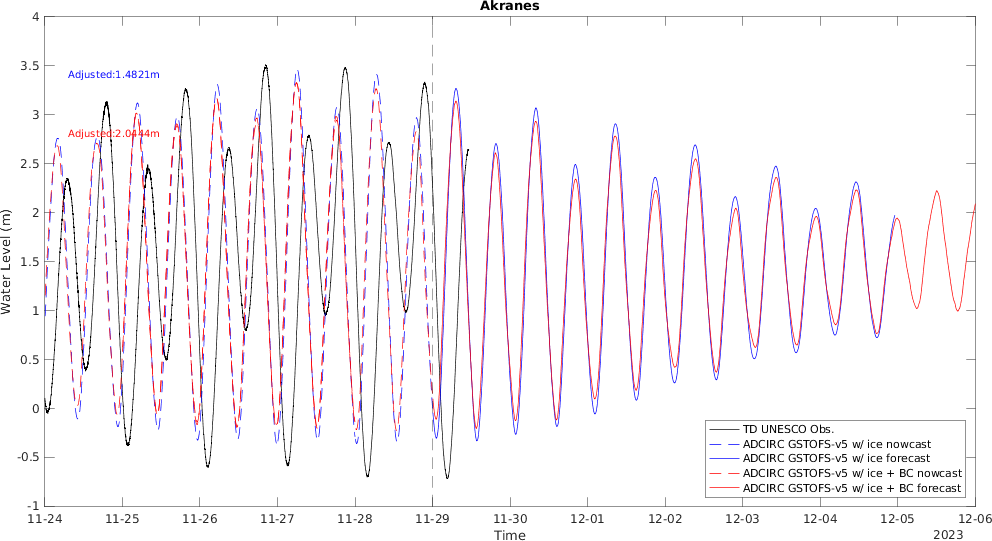 Akranes
4
3.5
3
2.5
2
1.5
1
0.5
0
-0.5
-1
Water Level (m)
Adjusted:1.4821m
Adjusted:2.0444m
TD UNESCO Obs.
ADCIRC GSTOFS-v5 w/ ice nowcast
ADCIRC GSTOFS-v5 w/ ice forecast
ADCIRC GSTOFS-v5 w/ ice + BC nowcast
ADCIRC GSTOFS-v5 w/ ice + BC forecast
11-24 11-25 11-26 11-27 11-28 11-29 11-30 12-01 12-02 12-03 12-04 12-05 12-06
Time
2023